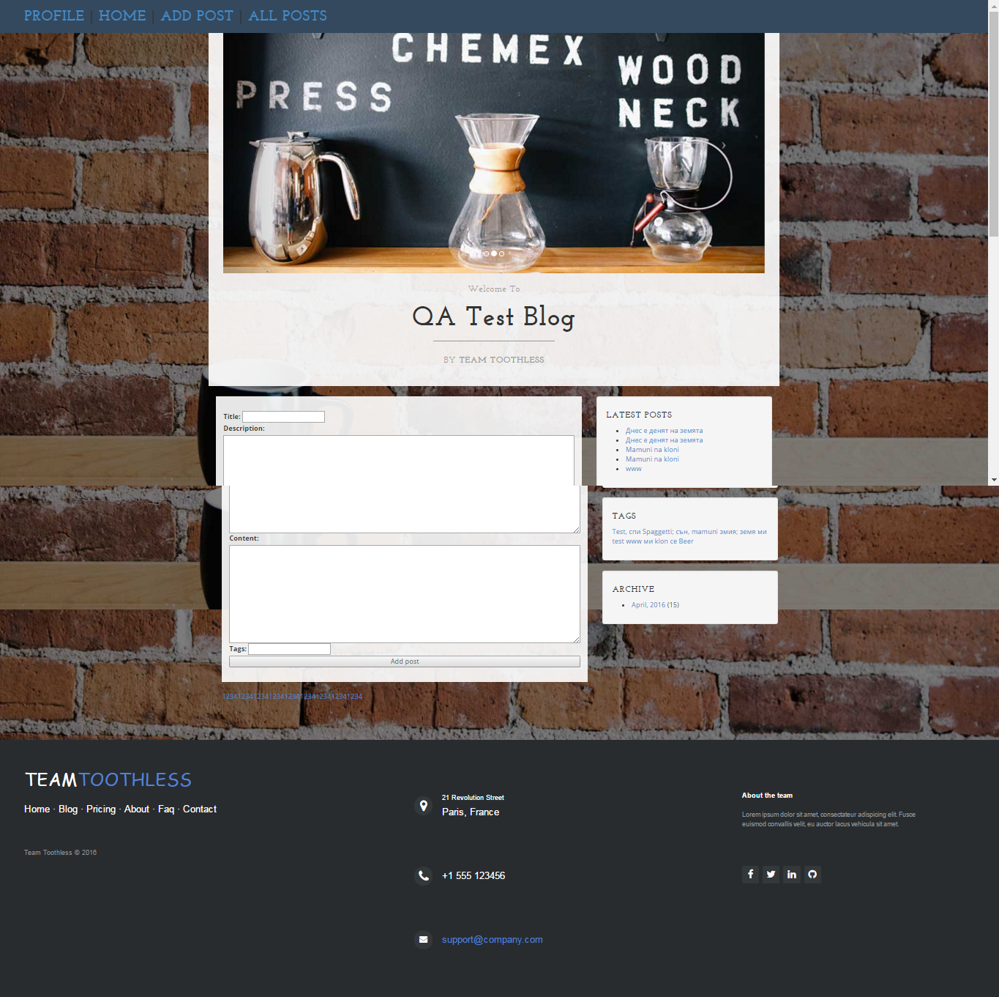 PROFILE | HOME | ADD POST | ALL POSTS
CHEMEX
PRESS
WOOD
NECK
Welcome To
QA Test Blog
BY TEAM TOOTHLESS
Title:
Description:
Content:
Tags:
Add post
123412341234123412341234123412341234
LATEST POSTS
Днес е денят на земята
Днес е денят на земята
Mamuni na kloni
Mamuni na kloni
www
TAGS
Test, спи Spaggetti; сън, mamuni змия; земя ми
test www ми klon се Beer
ARCHIVE
April, 2016 (15)
TEAMTOOTHLESS
Home · Blog · Pricing · About · Faq · Contact
Team Toothless © 2016
21 Revolution Street
Paris, France
+1 555 123456
support@company.com
About the team
Lorem ipsum dolor sit amet, consectateur adispicing elit. Fusce
euismod convallis velit, eu auctor lacus vehicula sit amet.